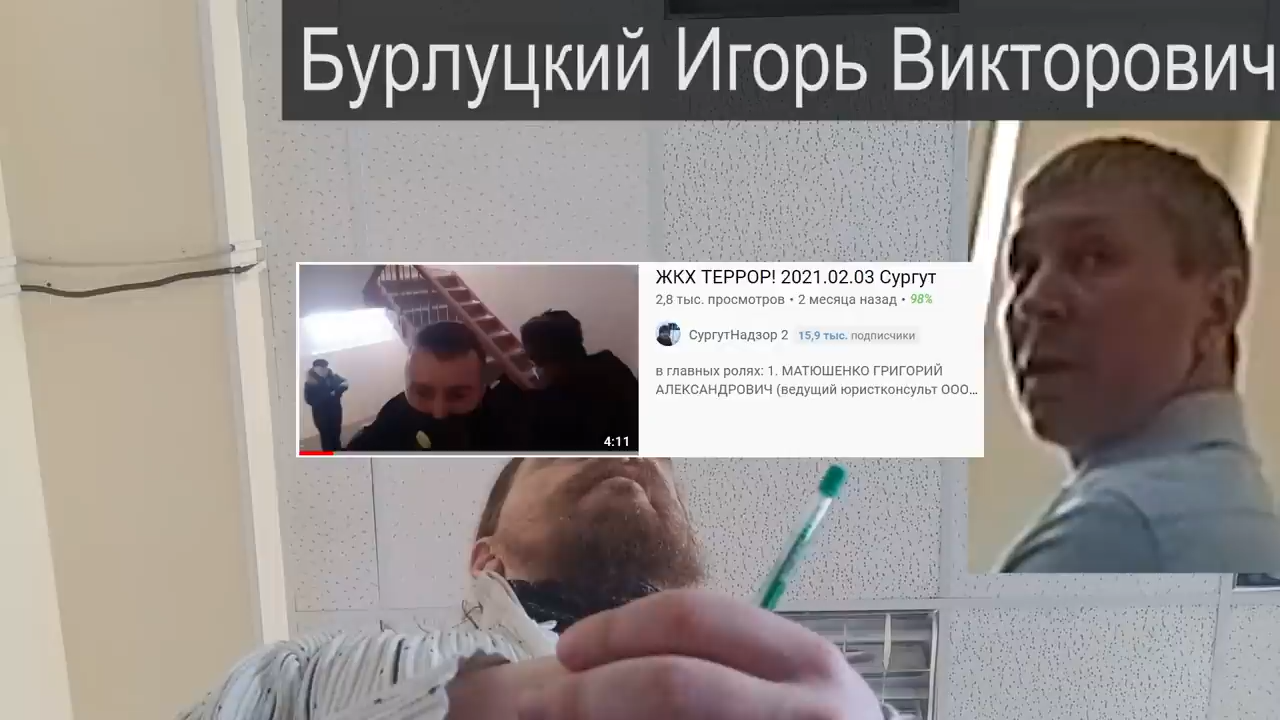 Бурлуцкий Игорь Викторович
ЖКХ ТЕРРОР! 2021.02.03 Сургут
2,8 тыс. просмотров • 2 месяца назад • 98%
СургутНадзор 2 15,9 тыс. подписчики
в главных ролях: 1. МАТЮШЕНКО ГРИГОРИЙ
АЛЕКСАНДРОВИЧ (ведущий юристконсульт ООО...
4:11